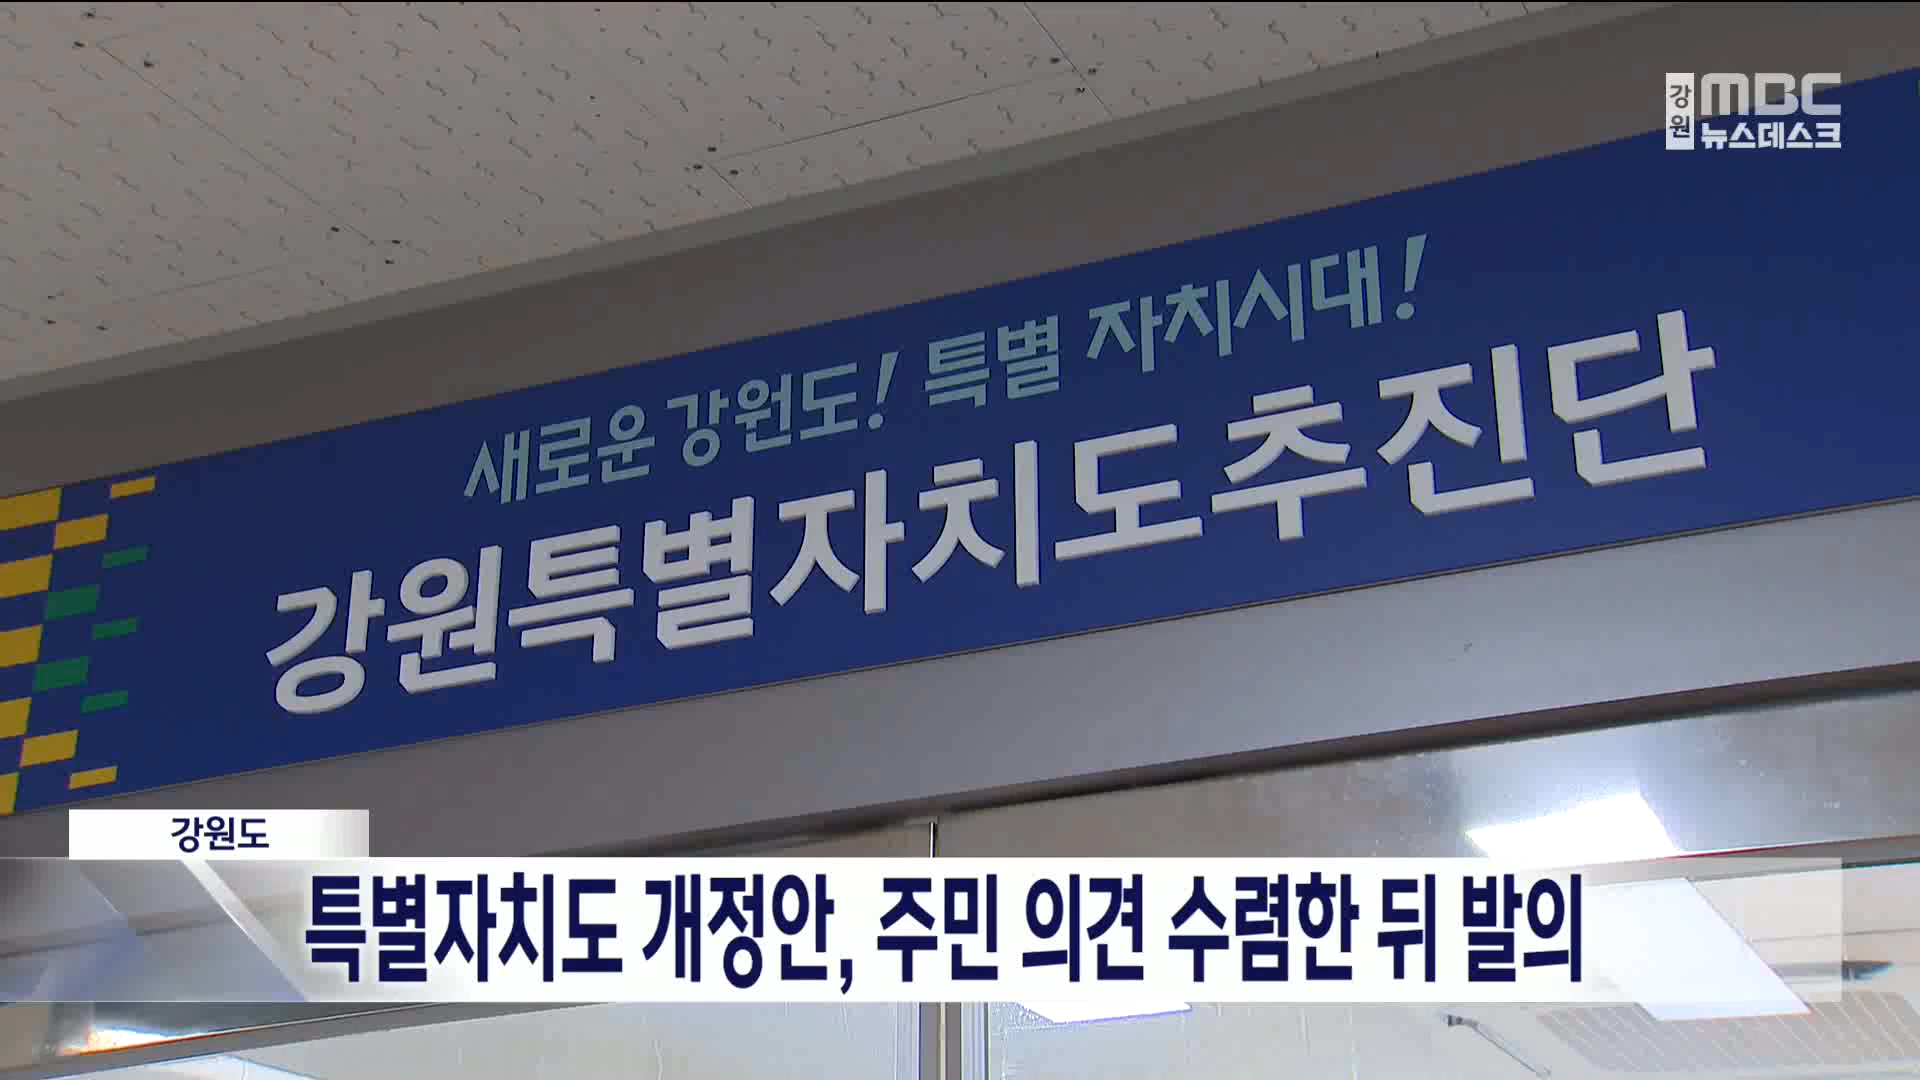 강원
MBC
뉴스데스크
새로운 강원도! 특별 자치시대!
강원특별자치도추진단
강원도
특별자치도 개정안, 주민 의견 수렴한 뒤 발의